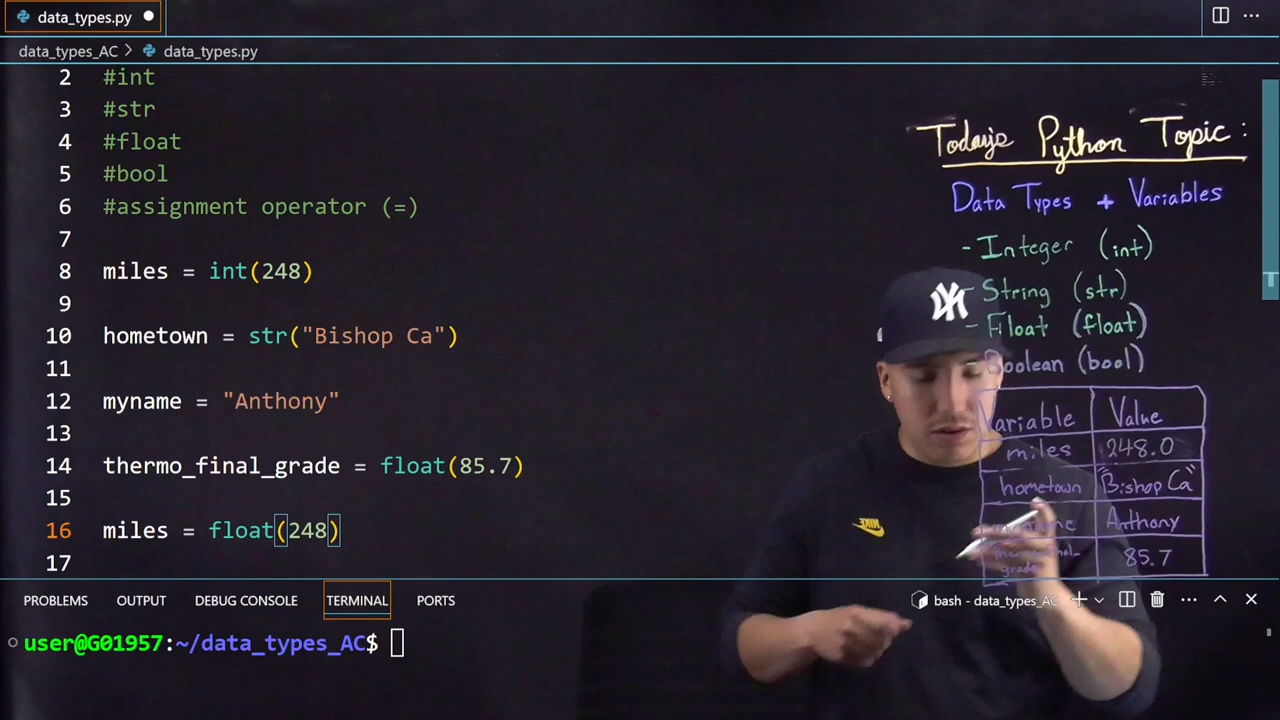 data_types.py
data_types_AC > data_types.py
2 #int
3 #str
4 #float
5 #bool
6 #assignment operator (=)
7
8 miles = int(248)
9
10 hometown = str("Bishop Ca")
11
12 myname = "Anthony"
13
14 thermo_final_grade = float(85.7)
15
16 miles = float(248)
17
Today's Python Topic:
Data Types + Variables
- Integer (int)
- String (str)
- Float (float)
- Boolean (bool)
Variable Value
miles 248.0
hometown "Bishop Ca"
Anthony
85.7
PROBLEMS OUTPUT DEBUG CONSOLE TERMINAL PORTS
bash - data_types_AC
user@G01957:~/data_types_AC$